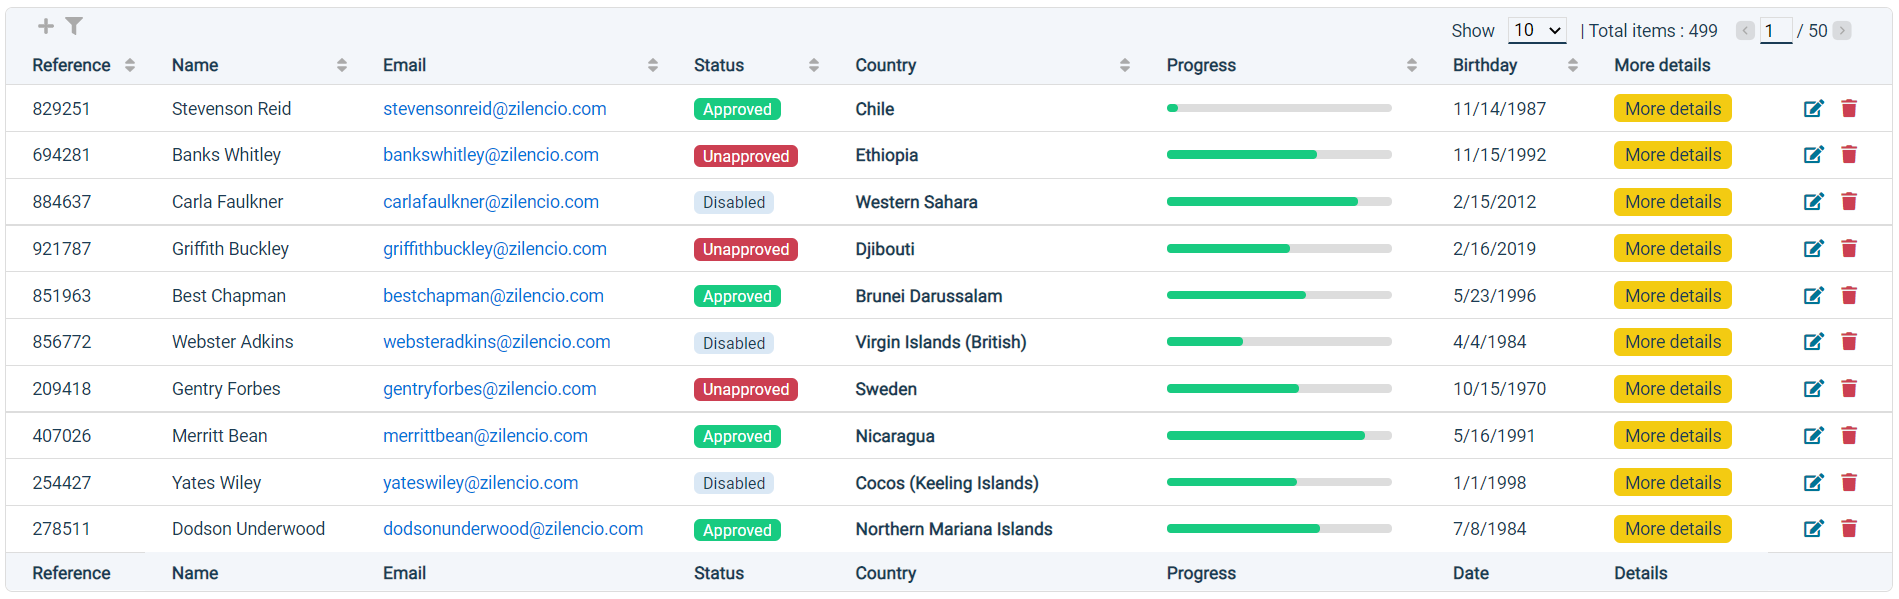 Show 10 | Total items : 499 1 / 50
Reference Name Email Status Country Progress Birthday More details
829251 Stevenson Reid stevensonreid@zilencio.com Approved Chile 11/14/1987 More details
694281 Banks Whitley bankswhitley@zilencio.com Unapproved Ethiopia 11/15/1992 More details
884637 Carla Faulkner carlafaulkner@zilencio.com Disabled Western Sahara 2/15/2012 More details
921787 Griffith Buckley griffithbuckley@zilencio.com Unapproved Djibouti 2/16/2019 More details
851963 Best Chapman bestchapman@zilencio.com Approved Brunei Darussalam 5/23/1996 More details
856772 Webster Adkins websteradkins@zilencio.com Disabled Virgin Islands (British) 4/4/1984 More details
209418 Gentry Forbes gentryforbes@zilencio.com Unapproved Sweden 10/15/1970 More details
407026 Merritt Bean merrittbean@zilencio.com Approved Nicaragua 5/16/1991 More details
254427 Yates Wiley yateswiley@zilencio.com Disabled Cocos (Keeling Islands) 1/1/1998 More details
278511 Dodson Underwood dodsonunderwood@zilencio.com Approved Northern Mariana Islands 7/8/1984 More details
Reference Name Email Status Country Progress Date Details